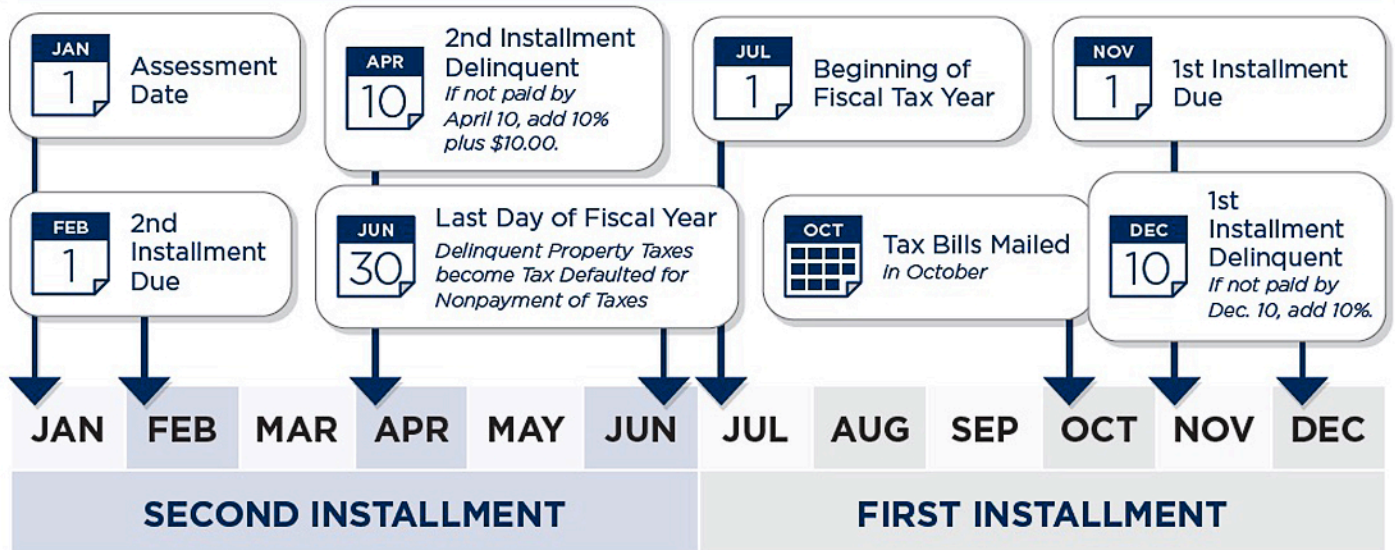 JAN
1
Assessment
Date
APR
10
2nd Installment
Delinquent
If not paid by
April 10, add 10%
plus $10.00.
JUL
1
Beginning of
Fiscal Tax Year
NOV
1
1st Installment
Due
FEB
1
2nd
Installment
Due
JUN
30
Last Day of Fiscal Year
Delinquent Property Taxes
become Tax Defaulted for
Nonpayment of Taxes
OCT
Tax Bills Mailed
in October
DEC
10
1st
Installment
Delinquent
If not paid by
Dec. 10, add 10%.
JAN FEB MAR APR MAY JUN JUL AUG SEP OCT NOV DEC
SECOND INSTALLMENT FIRST INSTALLMENT